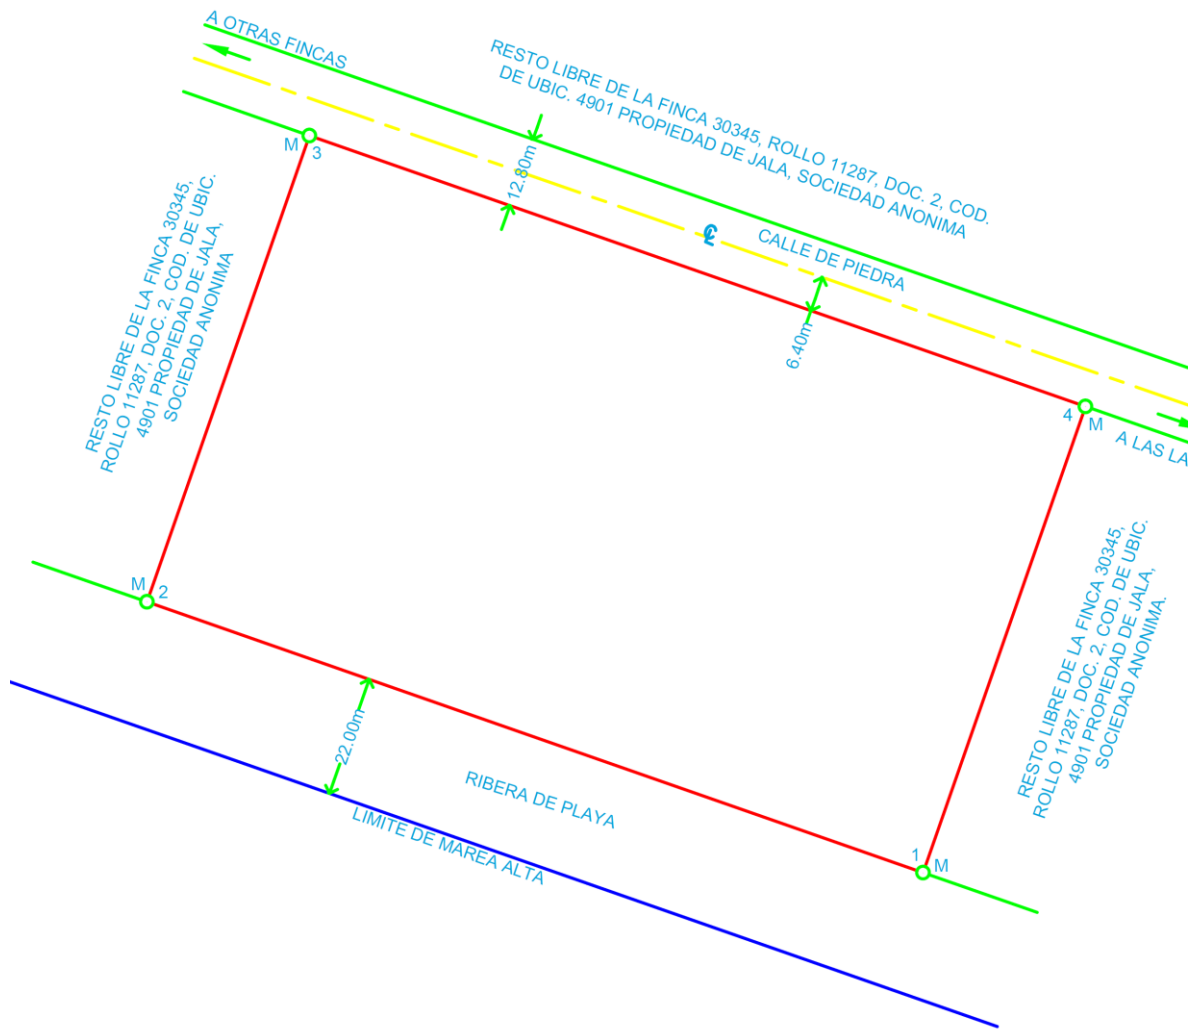 A OTRAS FINCAS
RESTO LIBRE DE LA FINCA 30345, ROLLO 11287, DOC. 2, COD.
DE UBIC. 4901 PROPIEDAD DE JALA, SOCIEDAD ANONIMA
M
3
12.80m
℄
CALLE DE PIEDRA
6.40m
RESTO LIBRE DE LA FINCA 30345,
ROLLO 11287, DOC. 2, COD. DE UBIC.
4901 PROPIEDAD DE JALA,
SOCIEDAD ANONIMA
4
M
A LAS LA
M
2
RESTO LIBRE DE LA FINCA 30345,
ROLLO 11287, DOC. 2, COD. DE UBIC.
4901 PROPIEDAD DE JALA,
SOCIEDAD ANONIMA.
22.00m
RIBERA DE PLAYA
LIMITE DE MAREA ALTA
1
M